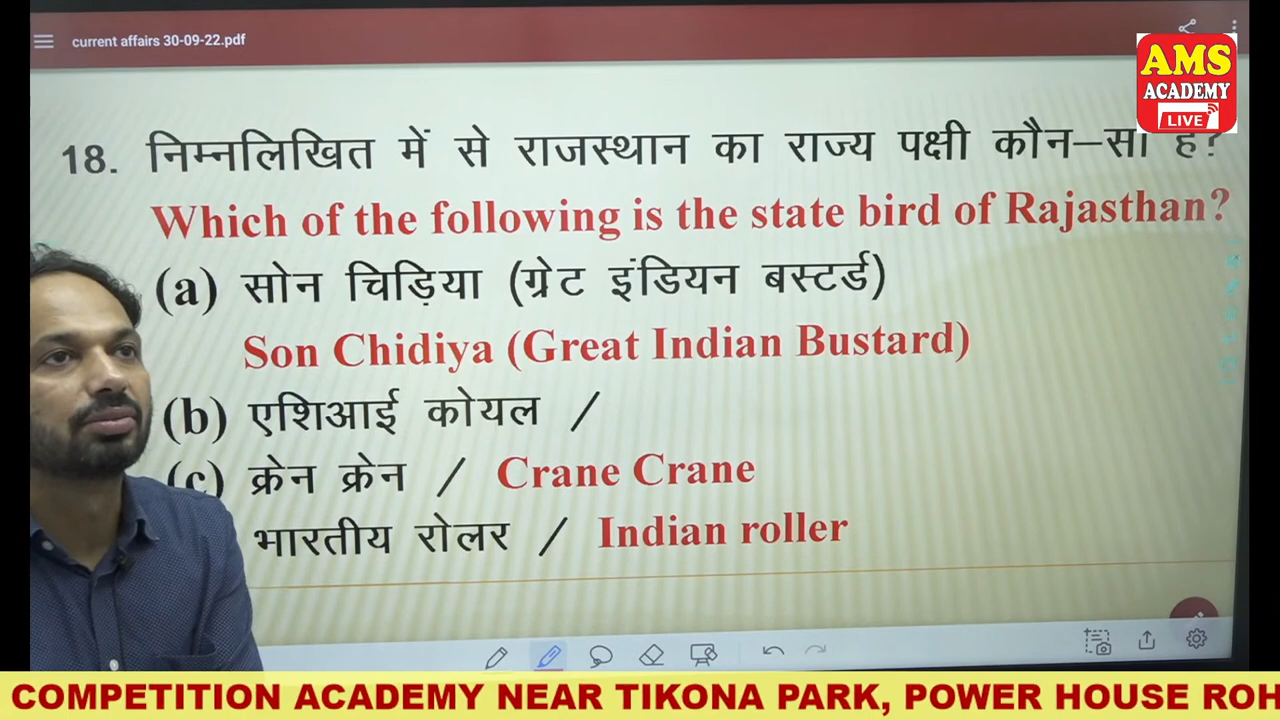 current affairs 30-09-22.pdf
AMS
ACADEMY
LIVE
18. निम्नलिखित में से राजस्थान का राज्य पक्षी कौन–सा है?
Which of the following is the state bird of Rajasthan?
(a) सोन चिड़िया (ग्रेट इंडियन बस्टर्ड)
Son Chidiya (Great Indian Bustard)
(b) एशिआई कोयल /
(c) क्रेन क्रेन / Crane Crane
भारतीय रोलर / Indian roller
COMPETITION ACADEMY NEAR TIKONA PARK, POWER HOUSE ROH